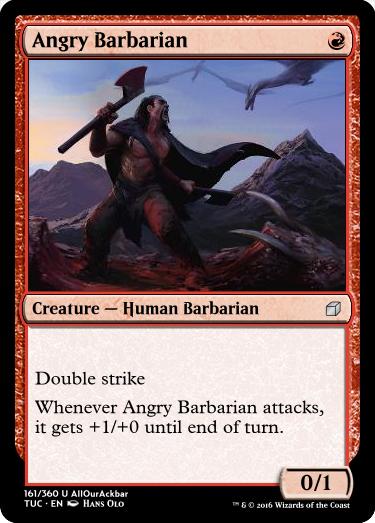 Angry Barbarian
Creature — Human Barbarian
Double strike
Whenever Angry Barbarian attacks,
it gets +1/+0 until end of turn.
0/1
161/360 U AllOurAckbar
TUC · EN Hans Olo
™ & © 2016 Wizards of the Coast